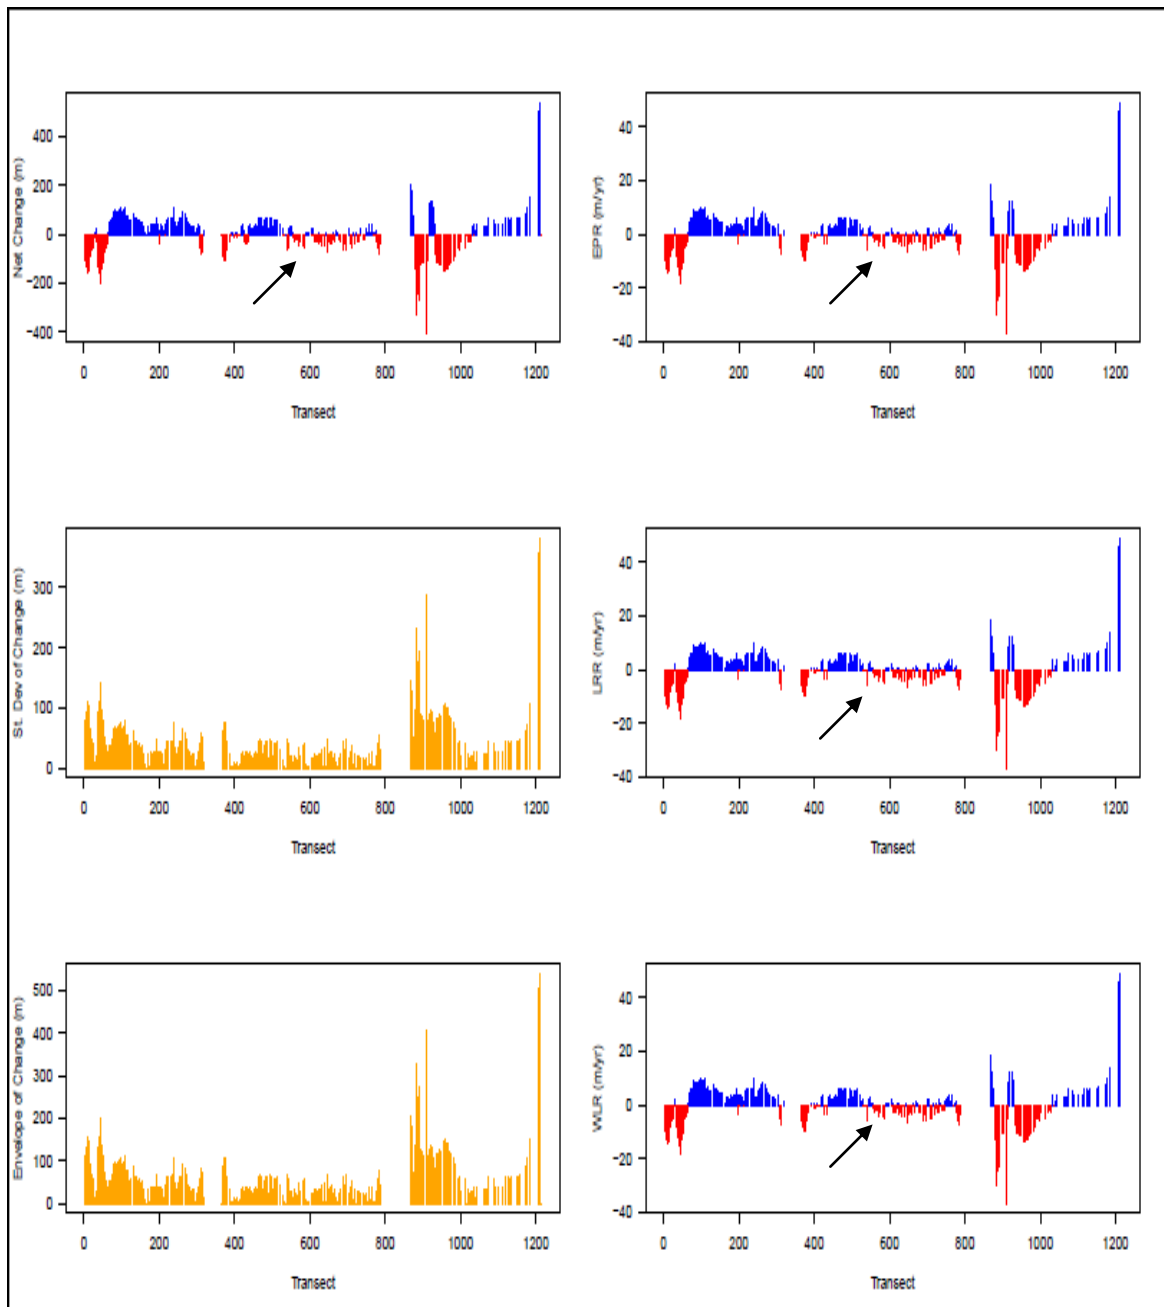 Net Change (m)
400
200
0
−200
−400
0 200 400 600 800 1000 1200
Transect
EPR (m/yr)
40
20
0
−20
−40
0 200 400 600 800 1000 1200
Transect
St. Dev of Change (m)
300
200
100
0
0 200 400 600 800 1000 1200
Transect
LRR (m/yr)
40
20
0
−20
−40
0 200 400 600 800 1000 1200
Transect
Envelope of Change (m)
500
400
300
200
100
0
0 200 400 600 800 1000 1200
Transect
WLR (m/yr)
40
20
0
−20
−40
0 200 400 600 800 1000 1200
Transect